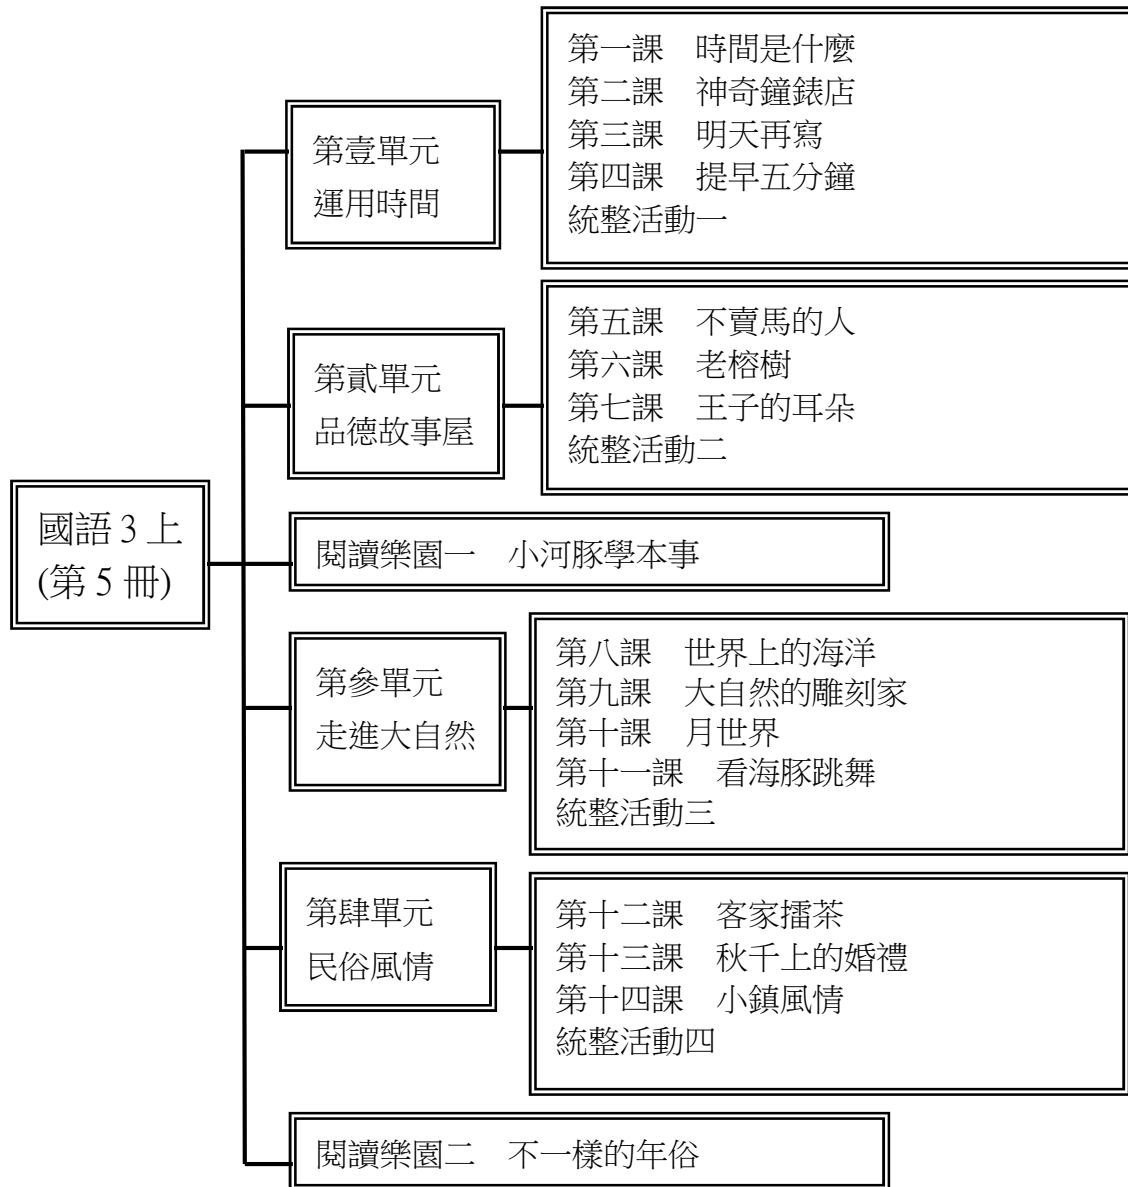 國語 3 上
(第 5 冊)
第壹單元
運用時間
第一課　時間是什麼
第二課　神奇鐘錶店
第三課　明天再寫
第四課　提早五分鐘
統整活動一
第貳單元
品德故事屋
第五課　不賣馬的人
第六課　老榕樹
第七課　王子的耳朵
統整活動二
閱讀樂園一　小河豚學本事
第參單元
走進大自然
第八課　世界上的海洋
第九課　大自然的雕刻家
第十課　月世界
第十一課　看海豚跳舞
統整活動三
第肆單元
民俗風情
第十二課　客家擂茶
第十三課　秋千上的婚禮
第十四課　小鎮風情
統整活動四
閱讀樂園二　不一樣的年俗